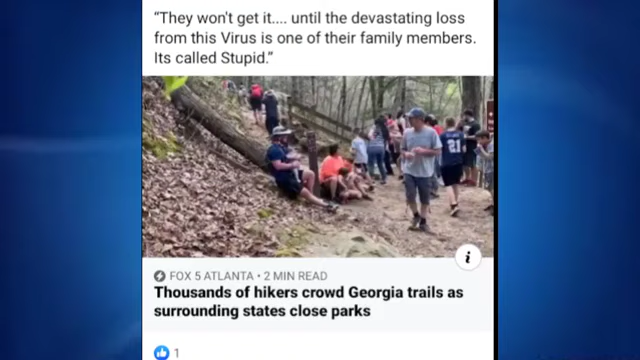 “They won't get it.... until the devastating loss
from this Virus is one of their family members.
Its called Stupid.”
21
i
FOX 5 ATLANTA • 2 MIN READ
Thousands of hikers crowd Georgia trails as
surrounding states close parks
1